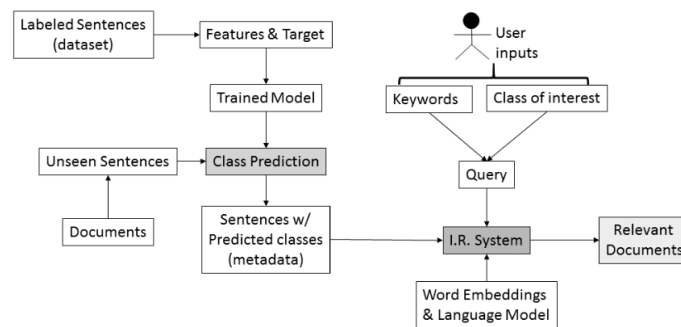 Labeled Sentences
(dataset)
Features & Target
User
inputs
Trained Model
Keywords
Class of interest
Unseen Sentences
Class Prediction
Query
Documents
Sentences w/
Predicted classes
(metadata)
I.R. System
Relevant
Documents
Word Embeddings
& Language Model